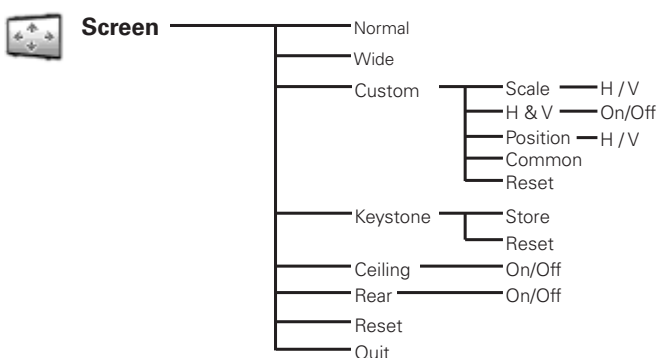 Screen Normal
Wide
Custom Scale H / V
H & V On/Off
Position H / V
Common
Reset
Keystone Store
Reset
Ceiling On/Off
Rear On/Off
Reset
Quit